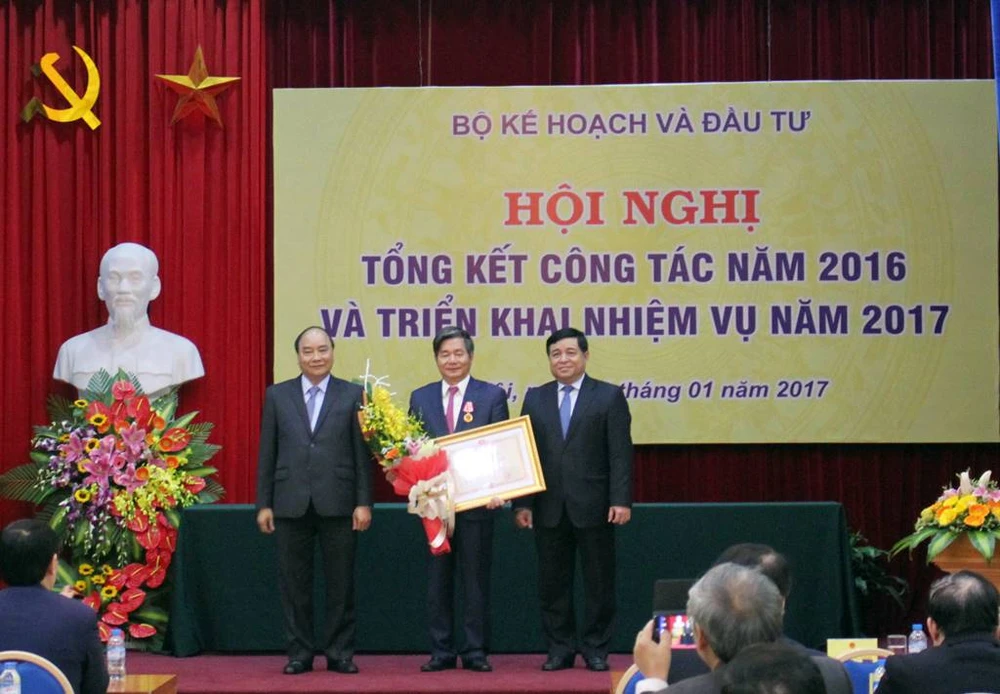 BỘ KẾ HOẠCH VÀ ĐẦU TƯ
HỘI NGHỊ
TỔNG KẾT CÔNG TÁC NĂM 2016
VÀ TRIỂN KHAI NHIỆM VỤ NĂM 2017
tháng 01 năm 2017